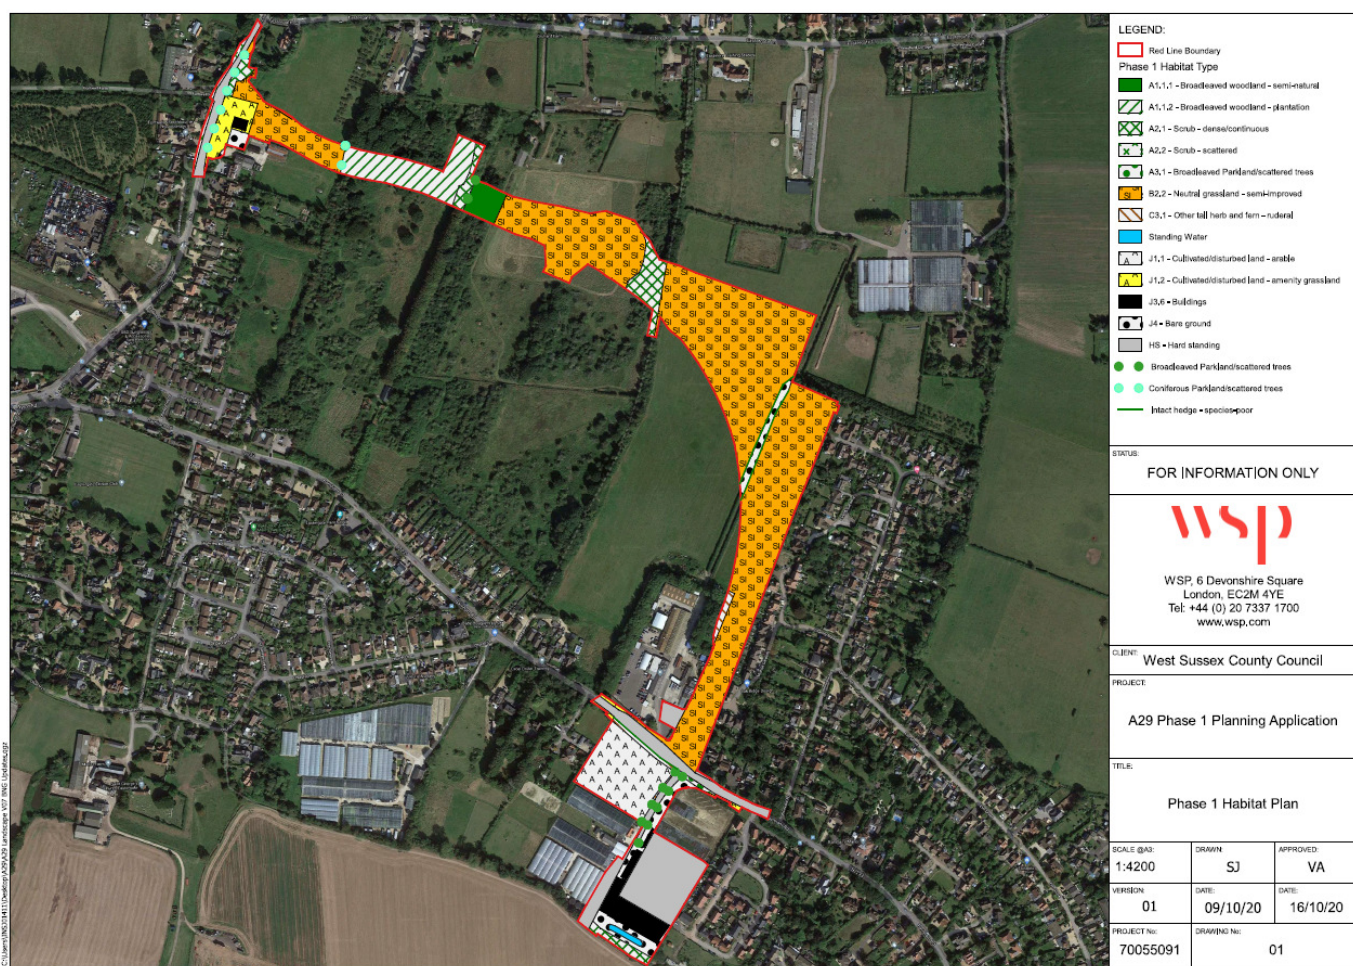 LEGEND:
Red Line Boundary
Phase 1 Habitat Type
A1.1.1 - Broadleaved woodland - semi-natural
A1.1.2 - Broadleaved woodland - plantation
A2.1 - Scrub - dense/continuous
A2.2 - Scrub - scattered
A3.1 - Broadleaved Parkland/scattered trees
SI B2.2 - Neutral grassland - semi-improved
C3.1 - Other tall herb and fern - ruderal
Standing Water
A J1.1 - Cultivated/disturbed land - arable
A J1.2 - Cultivated/disturbed land - amenity grassland
J3.6 - Buildings
J4 - Bare ground
HS - Hard standing
Broadleaved Parkland/scattered trees
Coniferous Parkland/scattered trees
Intact hedge - species-poor
STATUS:
FOR INFORMATION ONLY
wsp
WSP, 6 Devonshire Square
London, EC2M 4YE
Tel: +44 (0) 20 7337 1700
www.wsp.com
CLIENT: West Sussex County Council
PROJECT:
A29 Phase 1 Planning Application
TITLE:
Phase 1 Habitat Plan
SCALE @A3: DRAWN: APPROVED:
1:4200 SJ VA
VERSION: DATE: DATE:
01 09/10/20 16/10/20
PROJECT No: DRAWING No:
70055091 01